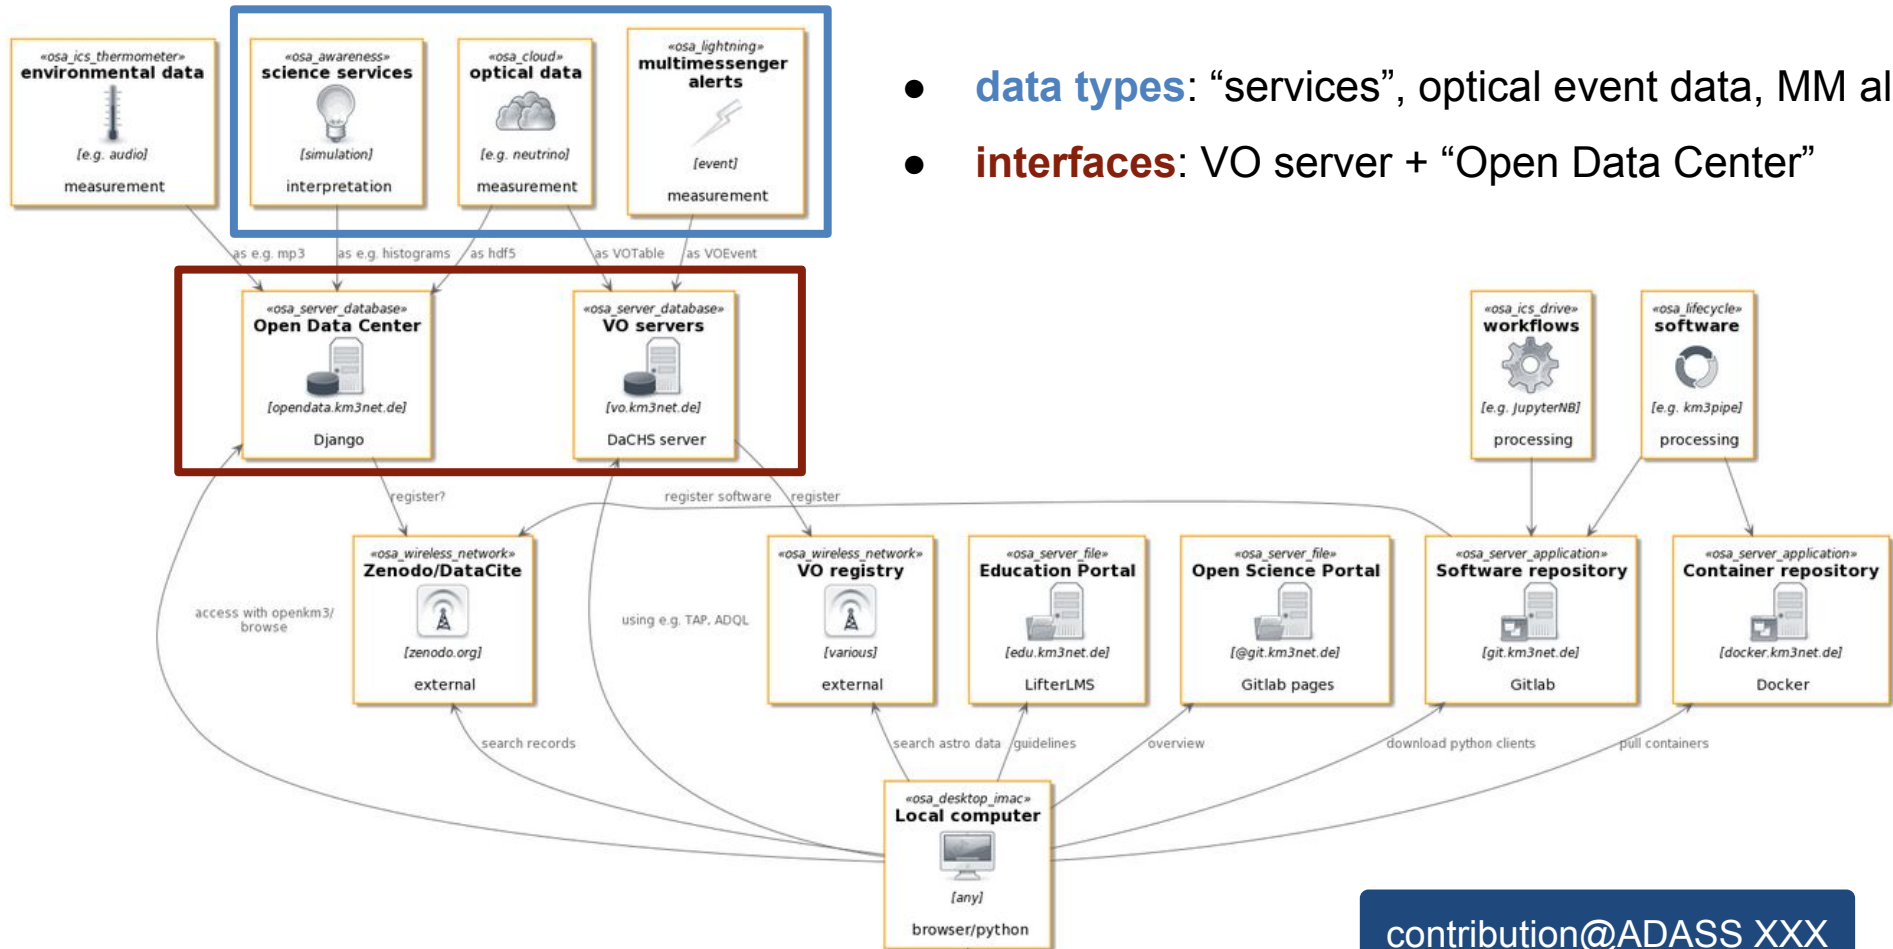 «osa_ics_thermometer»
environmental data
[e.g. audio]
measurement
«osa_awareness»
science services
[simulation]
interpretation
«osa_cloud»
optical data
[e.g. neutrino]
measurement
«osa_lightning»
multimessenger
alerts
[event]
measurement
● data types: “services”, optical event data, MM al
● interfaces: VO server + “Open Data Center”
as e.g. mp3
as e.g. histograms
as hdf5
as VOTable
as VOEvent
«osa_server_database»
Open Data Center
[opendata.km3net.de]
Django
«osa_server_database»
VO servers
[vo.km3net.de]
DaCHS server
«osa_ics_drive»
workflows
[e.g. JupyterNB]
processing
«osa_lifecycle»
software
[e.g. km3pipe]
processing
register?
register software
register
«osa_wireless_network»
Zenodo/DataCite
[zenodo.org]
external
«osa_wireless_network»
VO registry
[various]
external
«osa_server_file»
Education Portal
[edu.km3net.de]
LifterLMS
«osa_server_file»
Open Science Portal
[@git.km3net.de]
Gitlab pages
«osa_server_application»
Software repository
[git.km3net.de]
Gitlab
«osa_server_application»
Container repository
[docker.km3net.de]
Docker
access with openkm3/
browse
using e.g. TAP, ADQL
search records
search astro data
guidelines
overview
download python clients
pull containers
«osa_desktop_imac»
Local computer
[any]
browser/python
contribution@ADASS XXX